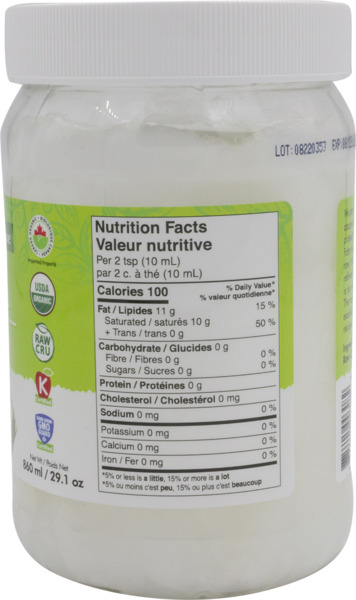 LOT:08220353 EXP:
Nutrition Facts
Valeur nutritive
Per 2 tsp (10 mL)
par 2 c. à thé (10 mL)
Calories 100
% Daily Value*
% valeur quotidienne*
Fat / Lipides 11 g 15 %
Saturated / saturés 10 g 50 %
+ Trans / trans 0 g
Carbohydrate / Glucides 0 g
Fibre / Fibres 0 g 0 %
Sugars / Sucres 0 g 0 %
Protein / Protéines 0 g
Cholesterol / Cholestérol 0 mg
Sodium 0 mg 0 %
Potassium 0 mg 0 %
Calcium 0 mg 0 %
Iron / Fer 0 mg 0 %
*5% or less is a little, 15% or more is a lot
*5% ou moins c'est peu, 15% ou plus c'est beaucoup
USDA
ORGANIC
RAW
CRU
K
GMO
Net Wt / Poids Net
860 ml / 29.1 oz